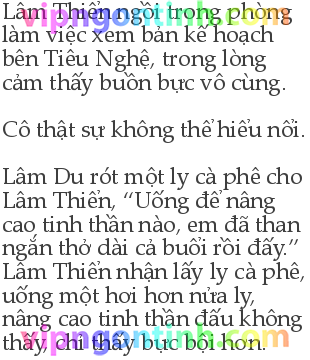 Lâm Thiển ngồi trong phòng
làm việc xem bản kế hoạch
bên Tiêu Nghệ, trong lòng
cảm thấy buồn bực vô cùng.
Cô thật sự không thể hiểu nổi.
Lâm Du rót một ly cà phê cho
Lâm Thiển, “Uống để nâng
cao tinh thần nào, em đã than
ngắn thở dài cả buổi rồi đấy.”
Lâm Thiển nhận lấy ly cà phê,
uống một hơi hơn nửa ly,
nâng cao tinh thần đâu không
thấy, chỉ thấy bực bội hơn.
vipngontinh.com
vipngontinh.com